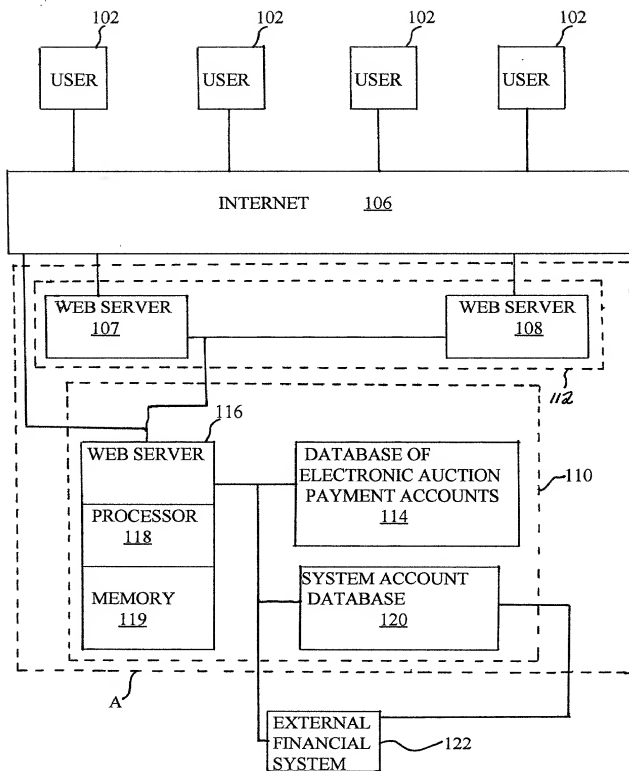 102 102 102 102
USER USER USER USER
INTERNET 106
WEB SERVER
107
WEB SERVER
108
112
116
WEB SERVER
PROCESSOR
118
MEMORY
119
DATABASE OF
ELECTRONIC AUCTION
PAYMENT ACCOUNTS
114
110
SYSTEM ACCOUNT
DATABASE
120
A
EXTERNAL
FINANCIAL
SYSTEM
122